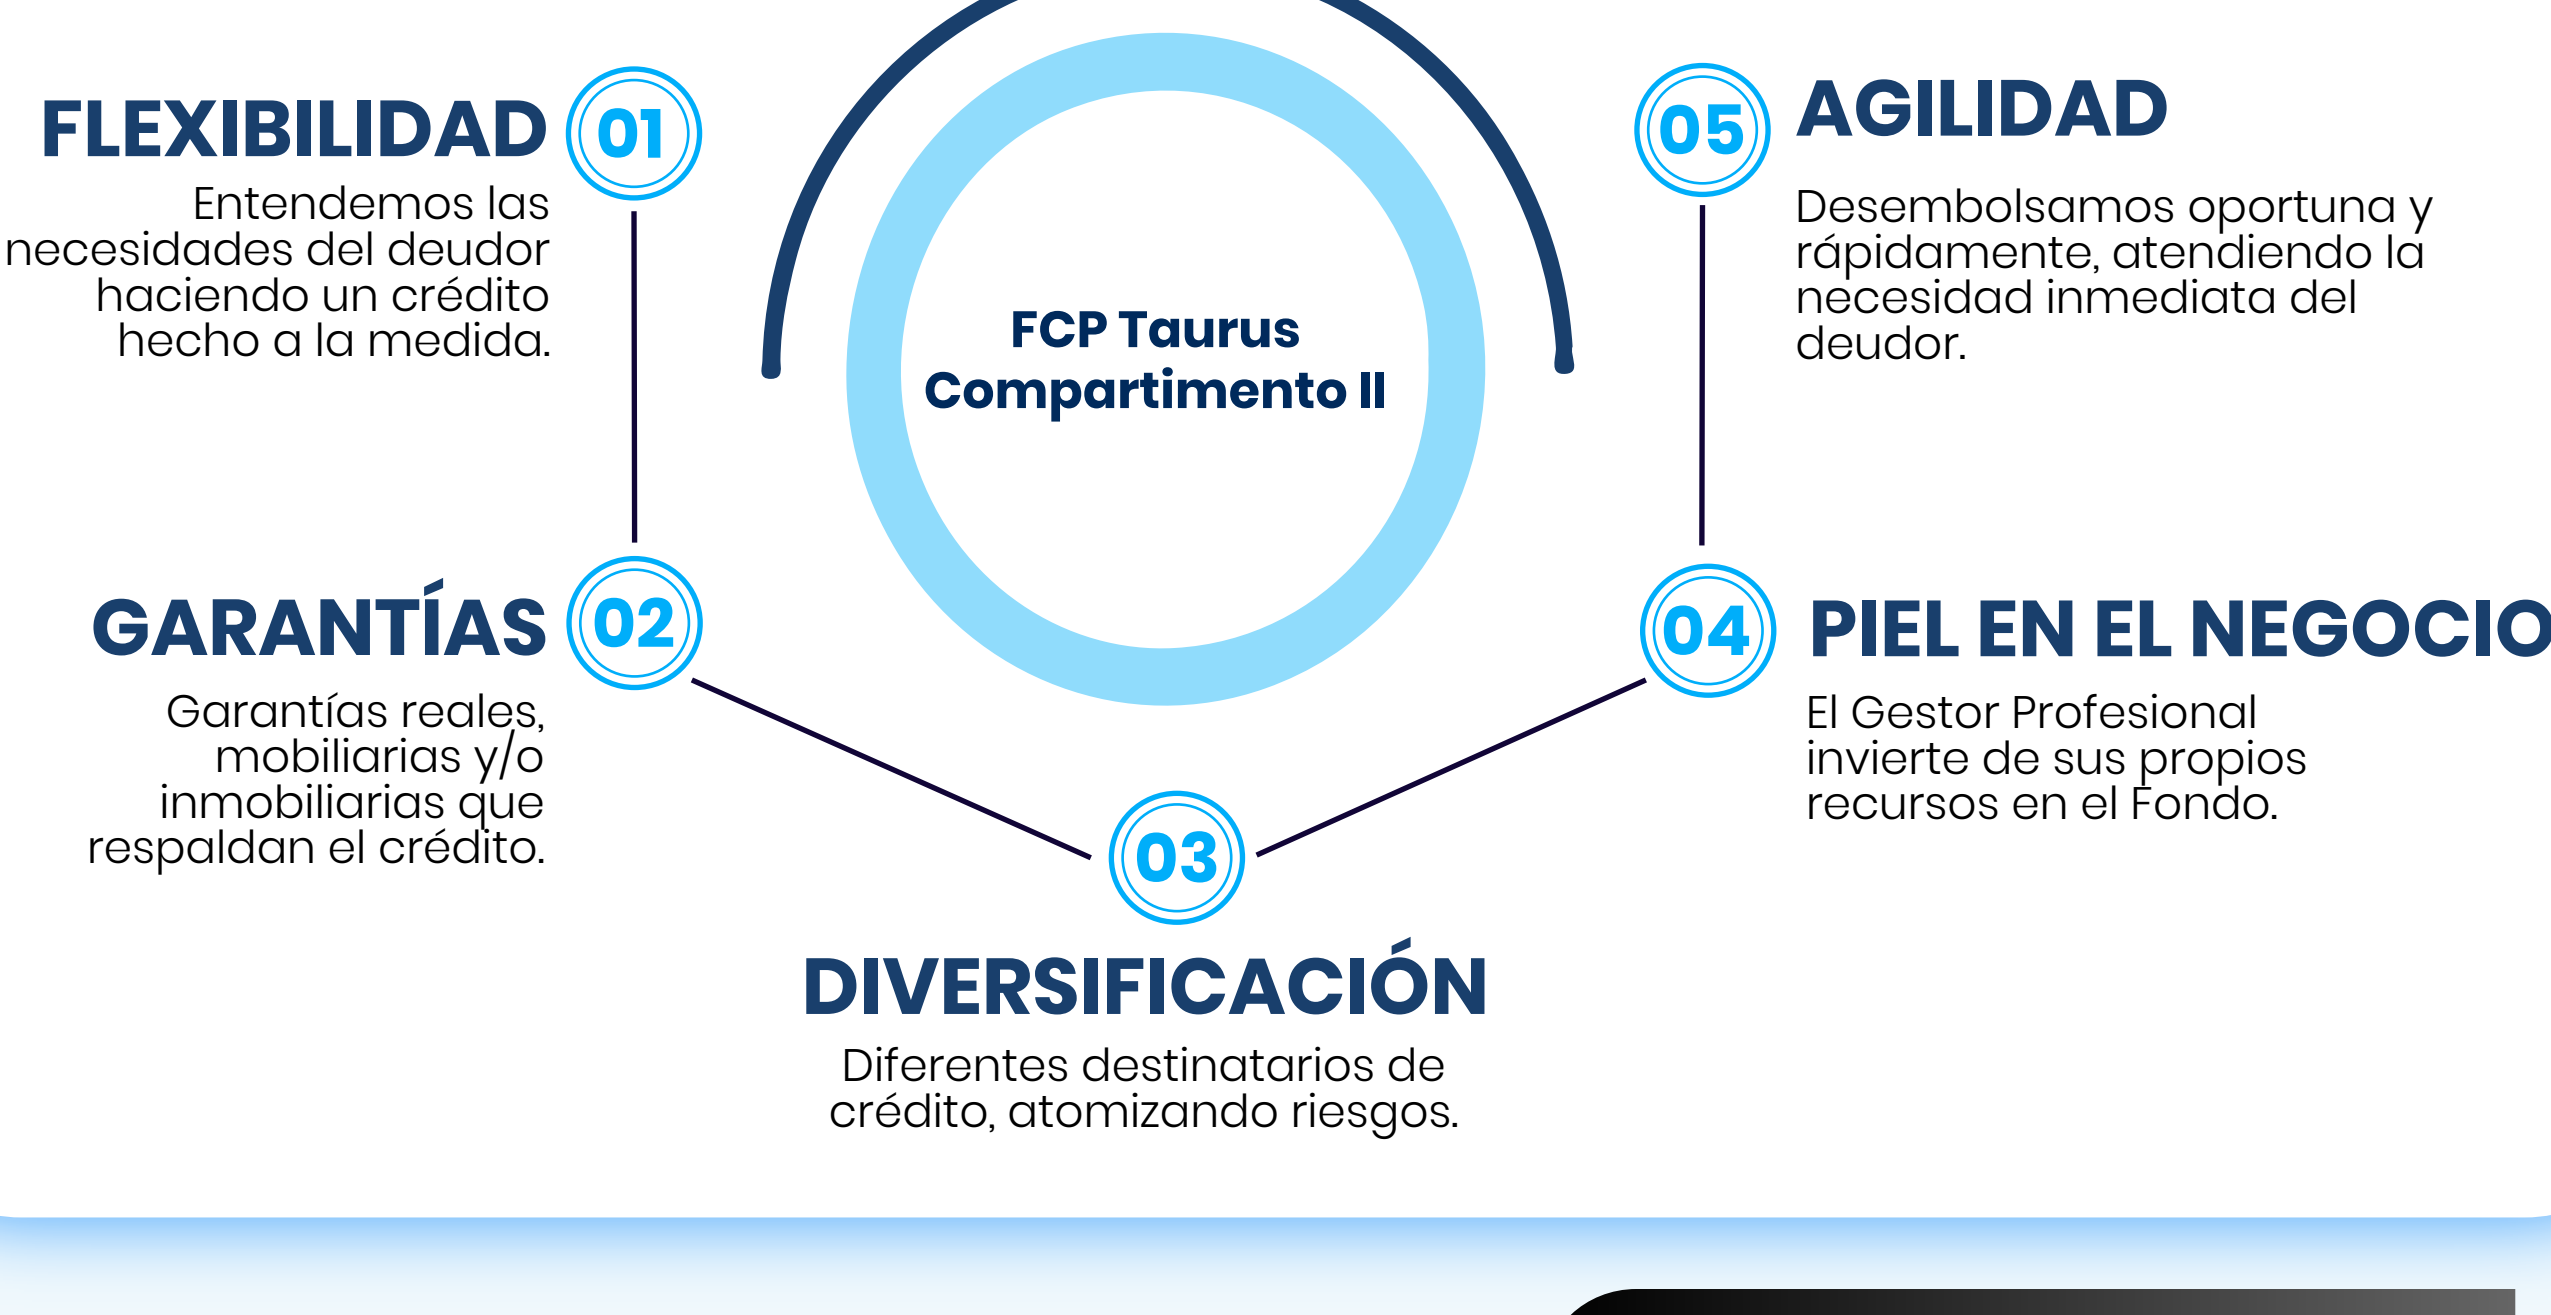 FLEXIBILIDAD
01
Entendemos las
necesidades del deudor
haciendo un crédito
hecho a la medida.
GARANTÍAS
02
Garantías reales,
mobiliarias y/o
inmobiliarias que
respaldan el crédito.
FCP Taurus
Compartimento II
03
DIVERSIFICACIÓN
Diferentes destinatarios de
crédito, atomizando riesgos.
04
PIEL EN EL NEGOCIO
El Gestor Profesional
invierte de sus propios
recursos en el Fondo.
05
AGILIDAD
Desembolsamos oportuna y
rápidamente, atendiendo la
necesidad inmediata del
deudor.